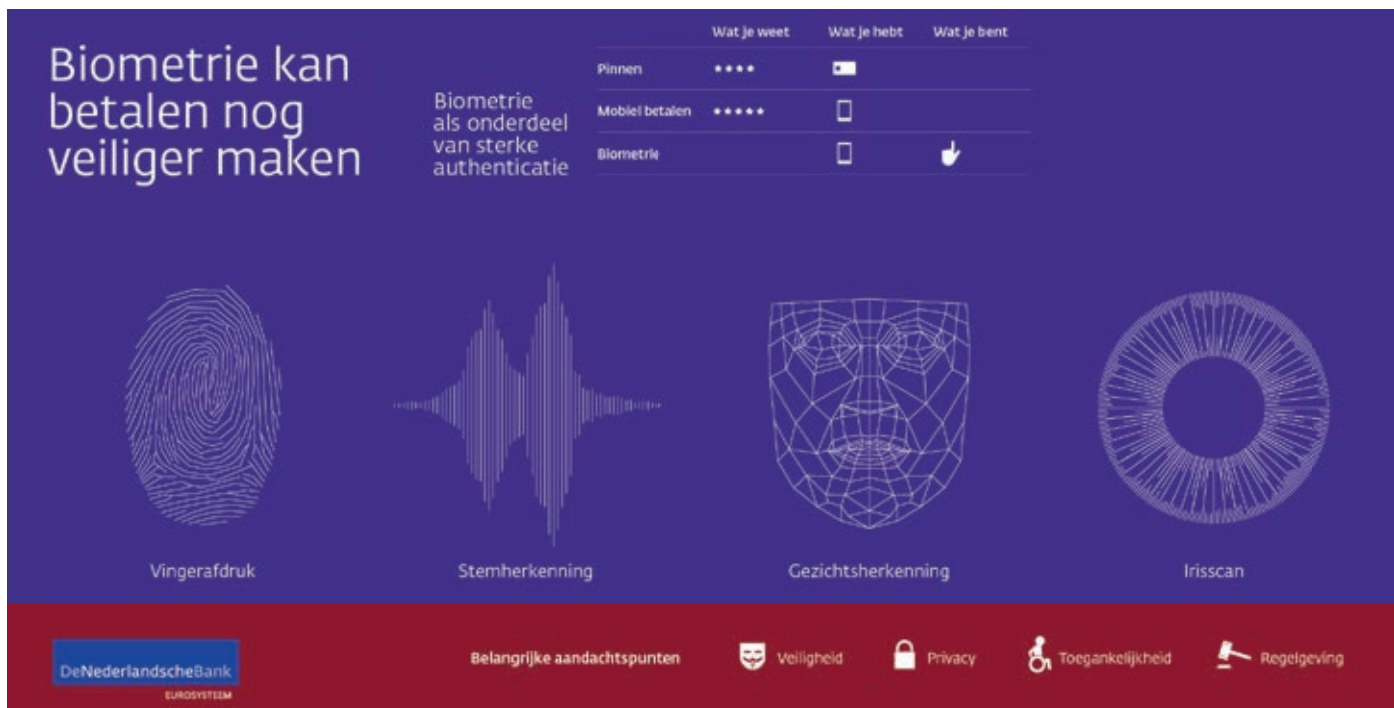 Biometrie kan
betalen nog
veiliger maken
Biometrie
als onderdeel
van sterke
authenticatie
Wat je weet Wat je hebt Wat je bent
Pinnen ****
Mobiel betalen *****
Biometrie
Vingerafdruk Stemherkenning Gezichtsherkenning Irisscan
DeNederlandscheBank
EUROSYSTEEM
Belangrijke aandachtspunten Veiligheid Privacy Toegankelijkheid Regelgeving